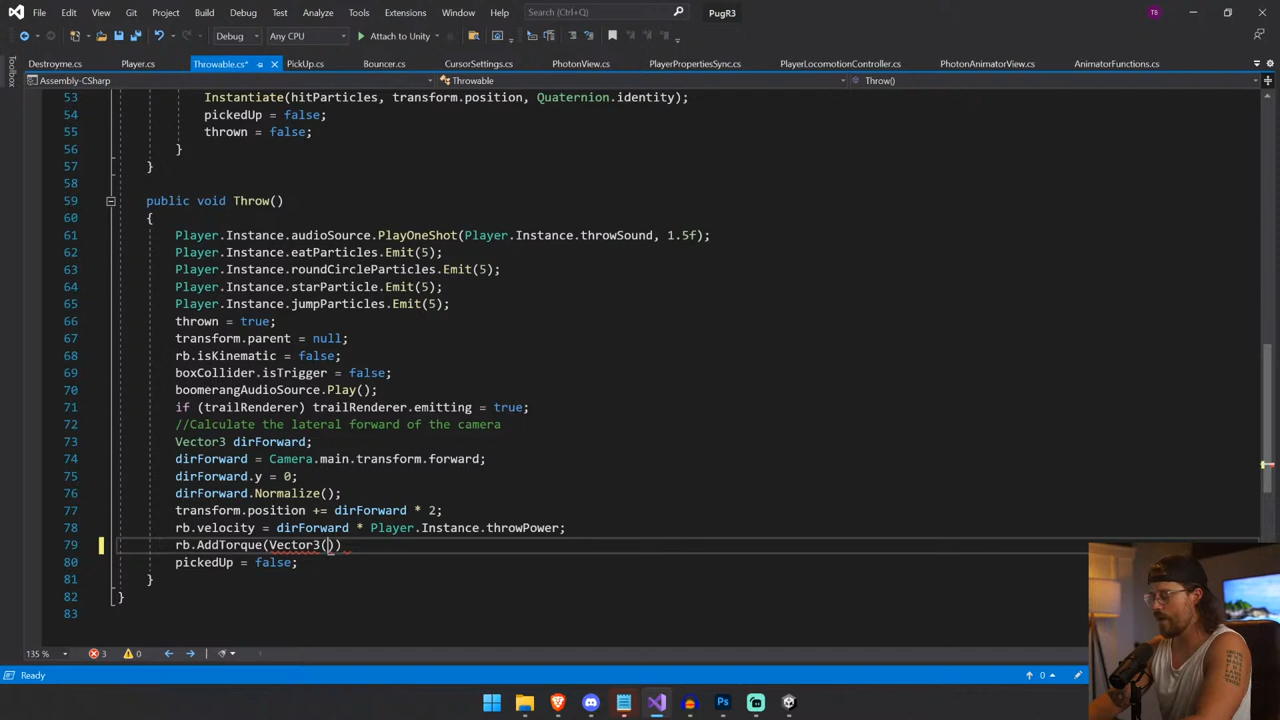 File Edit View Git Project Build Debug Test Analyze Tools Extensions Window Help Search (Ctrl+Q) PugR3 TB
Debug Any CPU Attach to Unity
Toolbox
Destroyme.cs Player.cs Throwable.cs* PickUp.cs Bouncer.cs CursorSettings.cs PhotonView.cs PlayerPropertiesSync.cs PlayerLocomotionController.cs PhotonAnimatorView.cs AnimatorFunctions.cs
Assembly-CSharp Throwable Throw()
53 Instantiate(hitParticles, transform.position, Quaternion.identity);
54 pickedUp = false;
55 thrown = false;
56 }
57 }
58
59 public void Throw()
60 {
61 Player.Instance.audioSource.PlayOneShot(Player.Instance.throwSound, 1.5f);
62 Player.Instance.eatParticles.Emit(5);
63 Player.Instance.roundCircleParticles.Emit(5);
64 Player.Instance.starParticle.Emit(5);
65 Player.Instance.jumpParticles.Emit(5);
66 thrown = true;
67 transform.parent = null;
68 rb.isKinematic = false;
69 boxCollider.isTrigger = false;
70 boomerangAudioSource.Play();
71 if (trailRenderer) trailRenderer.emitting = true;
72 //Calculate the lateral forward of the camera
73 Vector3 dirForward;
74 dirForward = Camera.main.transform.forward;
75 dirForward.y = 0;
76 dirForward.Normalize();
77 transform.position += dirForward * 2;
78 rb.velocity = dirForward * Player.Instance.throwPower;
79 rb.AddTorque(Vector3())
80 pickedUp = false;
81 }
82 }
83
135 % 3 0
Ready 0
Ps